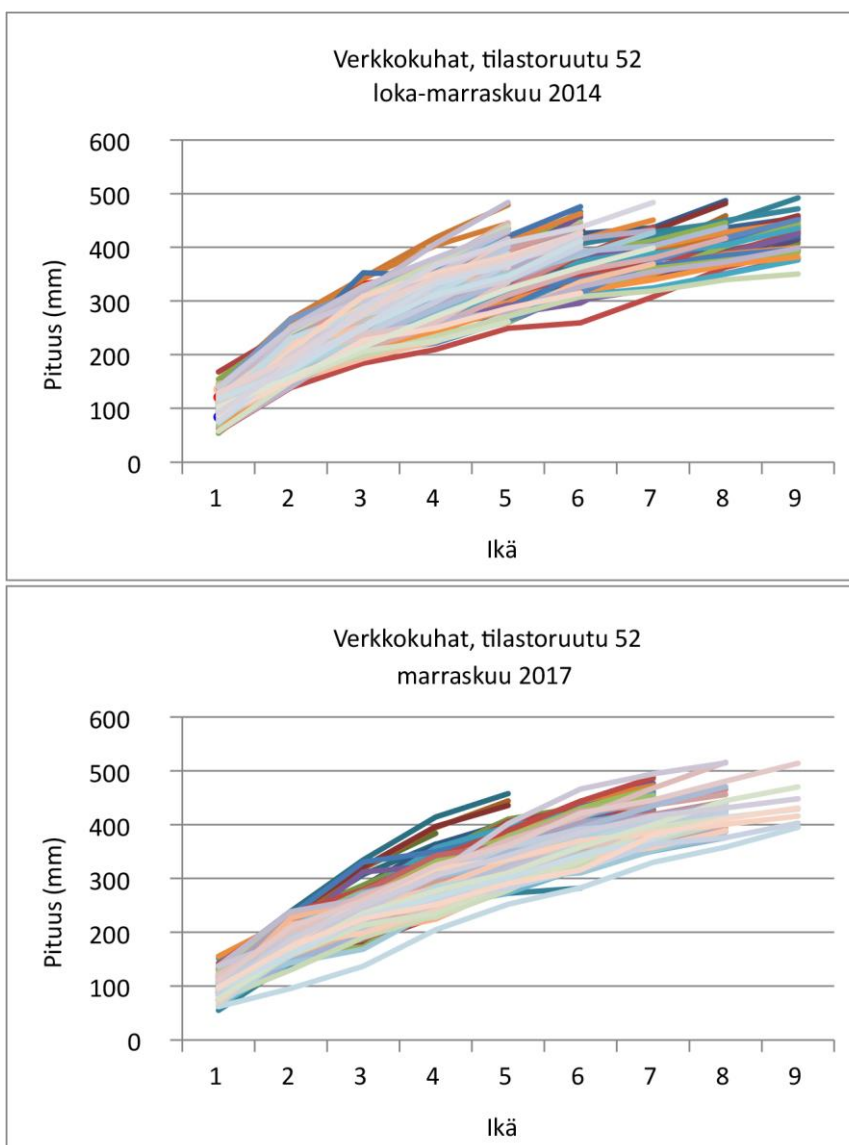 Verkkokuhat, tilastoruutu 52
loka-marraskuu 2014
Pituus (mm)
600
500
400
300
200
100
0
1 2 3 4 5 6 7 8 9
Ikä
Verkkokuhat, tilastoruutu 52
marraskuu 2017
Pituus (mm)
600
500
400
300
200
100
0
1 2 3 4 5 6 7 8 9
Ikä